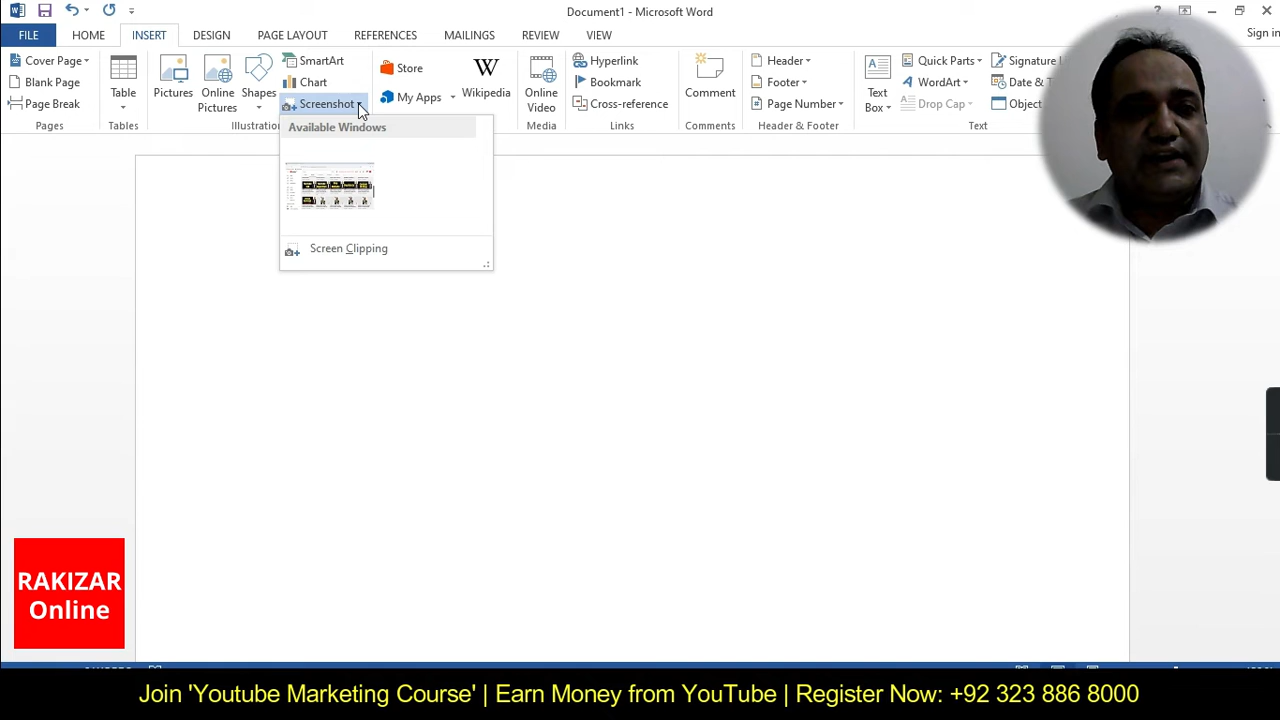 Document1 - Microsoft Word
?
Sign in
FILE HOME INSERT DESIGN PAGE LAYOUT REFERENCES MAILINGS REVIEW VIEW
Cover Page
Blank Page
Page Break
Pages
Table
Tables
Pictures
Online
Pictures
Shapes
SmartArt
Chart
Screenshot
Store
My Apps
Wikipedia
Online
Video
Media
Hyperlink
Bookmark
Cross-reference
Links
Comment
Comments
Header
Footer
Page Number
Header & Footer
Text
Box
Quick Parts
WordArt
Drop Cap
Signature
Date &
Object
Text
Available Windows
Screen Clipping
RAKIZAR
Online
Join 'Youtube Marketing Course' | Earn Money from YouTube | Register Now: +92 323 886 8000